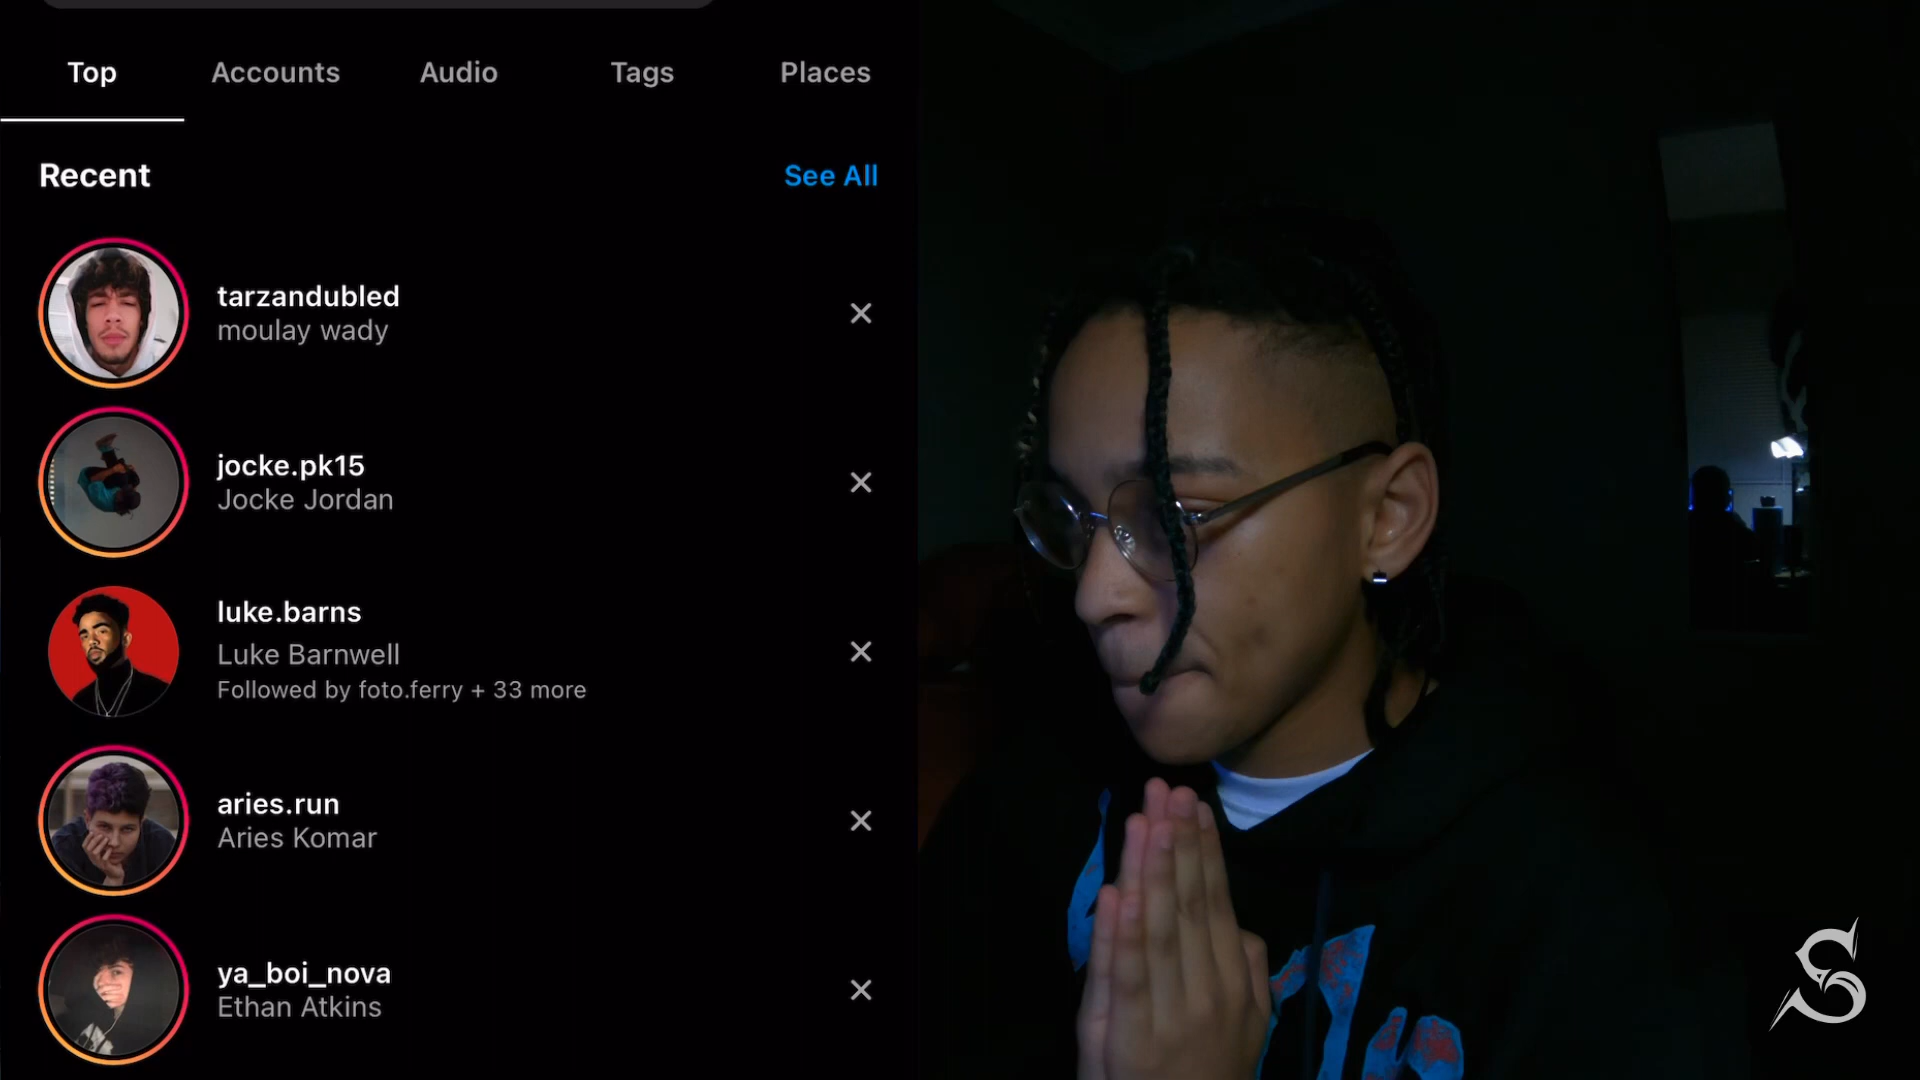 Top Accounts Audio Tags Places
Recent See All
tarzandubled
moulay wady
jocke.pk15
Jocke Jordan
luke.barns
Luke Barnwell
Followed by foto.ferry + 33 more
aries.run
Aries Komar
ya_boi_nova
Ethan Atkins
S